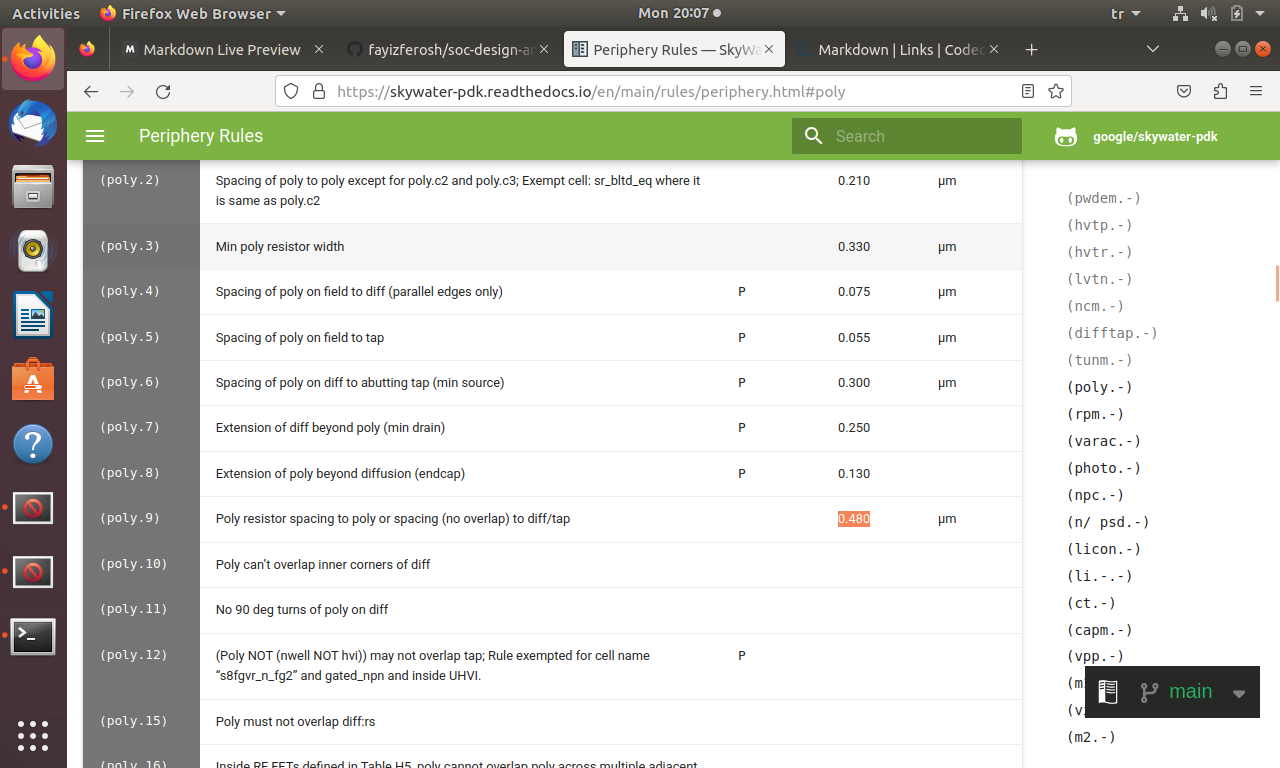 Activities Firefox Web Browser Mon 20:07 tr
Markdown Live Preview fayizferosh/soc-design-an Periphery Rules — SkyWa Markdown | Links | Codec
https://skywater-pdk.readthedocs.io/en/main/rules/periphery.html#poly
Periphery Rules Search google/skywater-pdk
(poly.2) Spacing of poly to poly except for poly.c2 and poly.c3; Exempt cell: sr_bltd_eq where it 0.210 µm
is same as poly.c2
(poly.3) Min poly resistor width 0.330 µm
(poly.4) Spacing of poly on field to diff (parallel edges only) P 0.075 µm
(poly.5) Spacing of poly on field to tap P 0.055 µm
(poly.6) Spacing of poly on diff to abutting tap (min source) P 0.300 µm
(poly.7) Extension of diff beyond poly (min drain) P 0.250
(poly.8) Extension of poly beyond diffusion (endcap) P 0.130
(poly.9) Poly resistor spacing to poly or spacing (no overlap) to diff/tap 0.480 µm
(poly.10) Poly can't overlap inner corners of diff
(poly.11) No 90 deg turns of poly on diff
(poly.12) (Poly NOT (nwell NOT hvi)) may not overlap tap; Rule exempted for cell name P
“s8fgvr_n_fg2” and gated_npn and inside UHVI.
(poly.15) Poly must not overlap diff:rs
(poly.16) Inside RF FETs defined in Table H5, poly cannot overlap poly across multiple adjacent
(pwdem.-)
(hvtp.-)
(hvtr.-)
(lvtn.-)
(ncm.-)
(difftap.-)
(tunm.-)
(poly.-)
(rpm.-)
(varac.-)
(photo.-)
(npc.-)
(n/ psd.-)
(licon.-)
(li.-.-)
(ct.-)
(capm.-)
(vpp.-)
(m
(v
(m2.-)
main